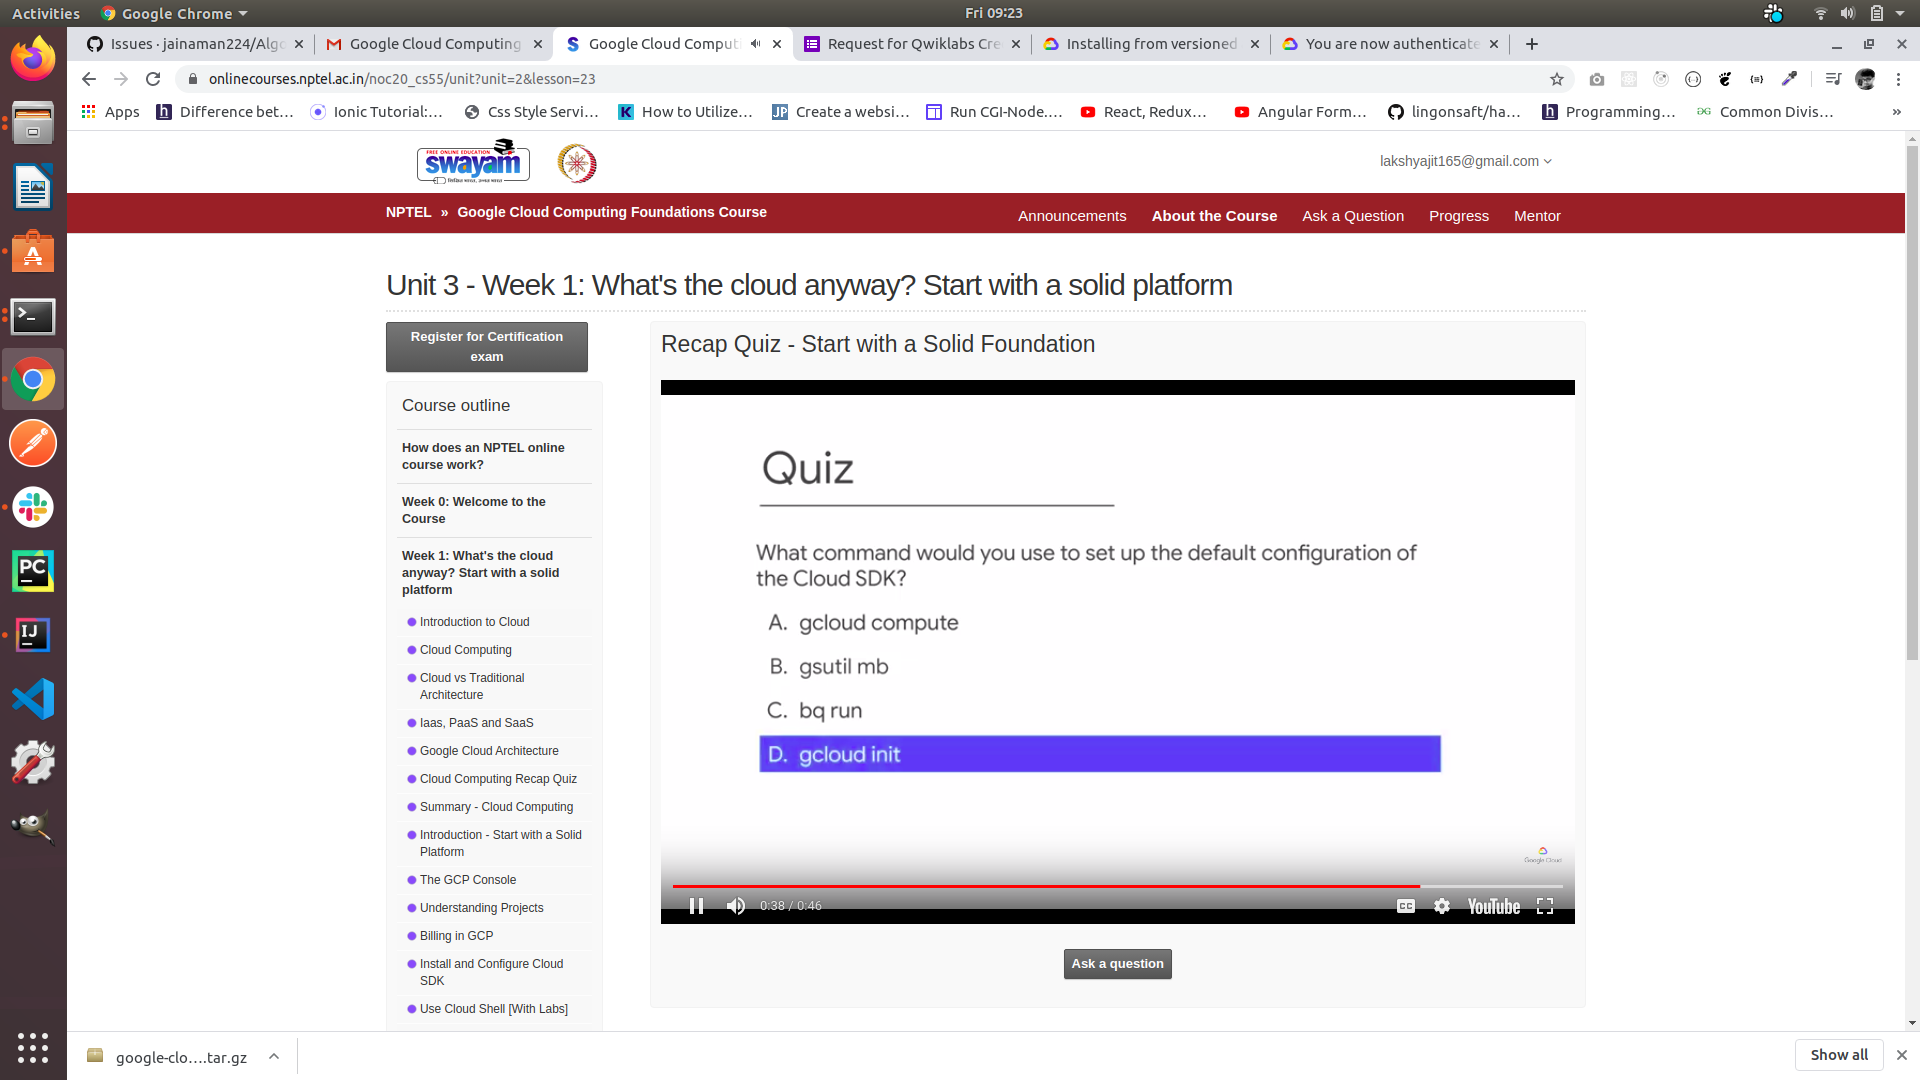 Activities
Google Chrome
Fri 09:23
Issues · jainaman224/Algo
Google Cloud Computing
Google Cloud Computi
Request for Qwiklabs Cre
Installing from versioned
You are now authenticate
onlinecourses.nptel.ac.in/noc20_cs55/unit?unit=2&lesson=23
Apps
Difference bet…
Ionic Tutorial:…
Css Style Servi…
How to Utilize…
Create a websi…
Run CGI-Node.…
React, Redux…
Angular Form…
lingonsaft/ha…
Programming…
Common Divis…
»
FREE ONLINE EDUCATION
swayam
lakshyajit165@gmail.com
NPTEL » Google Cloud Computing Foundations Course
Announcements
About the Course
Ask a Question
Progress
Mentor
Unit 3 - Week 1: What's the cloud anyway? Start with a solid platform
Register for Certification
exam
Course outline
How does an NPTEL online
course work?
Week 0: Welcome to the
Course
Week 1: What's the cloud
anyway? Start with a solid
platform
Introduction to Cloud
Cloud Computing
Cloud vs Traditional
Architecture
Iaas, PaaS and SaaS
Google Cloud Architecture
Cloud Computing Recap Quiz
Summary - Cloud Computing
Introduction - Start with a Solid
Platform
The GCP Console
Understanding Projects
Billing in GCP
Install and Configure Cloud
SDK
Use Cloud Shell [With Labs]
Recap Quiz - Start with a Solid Foundation
Quiz
What command would you use to set up the default configuration of
the Cloud SDK?
A. gcloud compute
B. gsutil mb
C. bq run
D. gcloud init
Google Cloud
0:38 / 0:46
CC
YouTube
Ask a question
google-clo….tar.gz
Show all